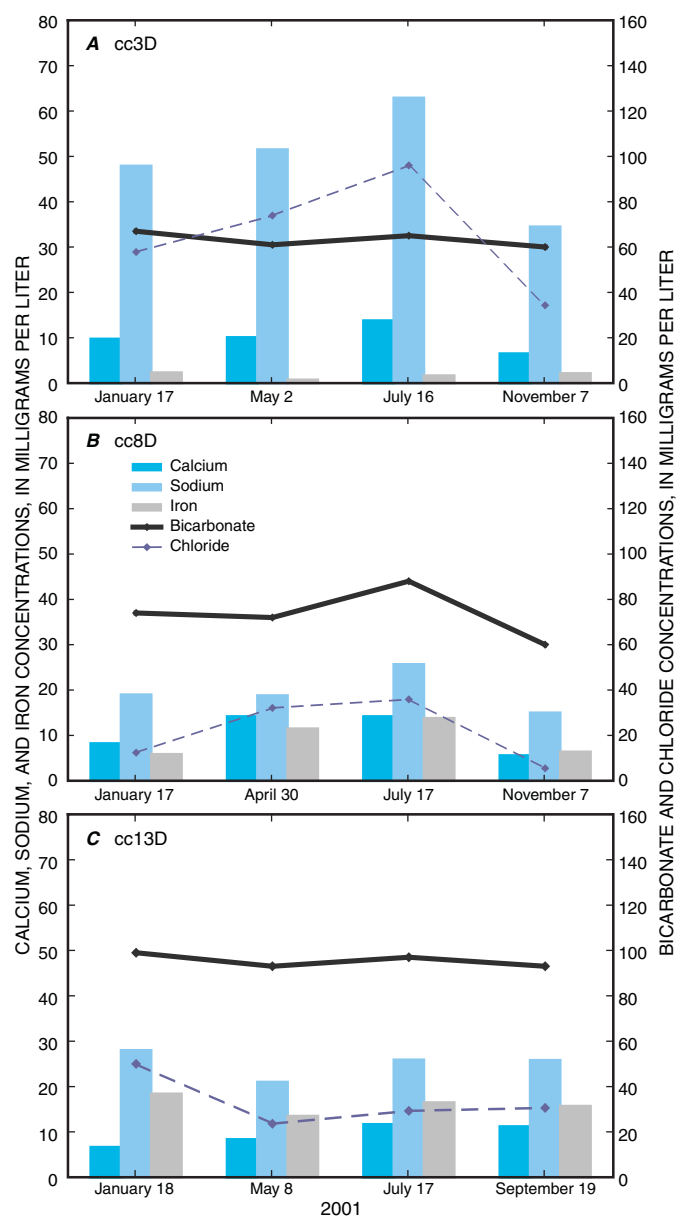 CALCIUM, SODIUM, AND IRON CONCENTRATIONS, IN MILLIGRAMS PER LITER
BICARBONATE AND CHLORIDE CONCENTRATIONS, IN MILLIGRAMS PER LITER
A cc3D
80 160
70 140
60 120
50 100
40 80
30 60
20 40
10 20
0 0
January 17 May 2 July 16 November 7
B cc8D
80 160
70 140
60 120
50 100
40 80
30 60
20 40
10 20
0 0
Calcium
Sodium
Iron
Bicarbonate
Chloride
January 17 April 30 July 17 November 7
C cc13D
80 160
70 140
60 120
50 100
40 80
30 60
20 40
10 20
0 0
January 18 May 8 July 17 September 19
2001